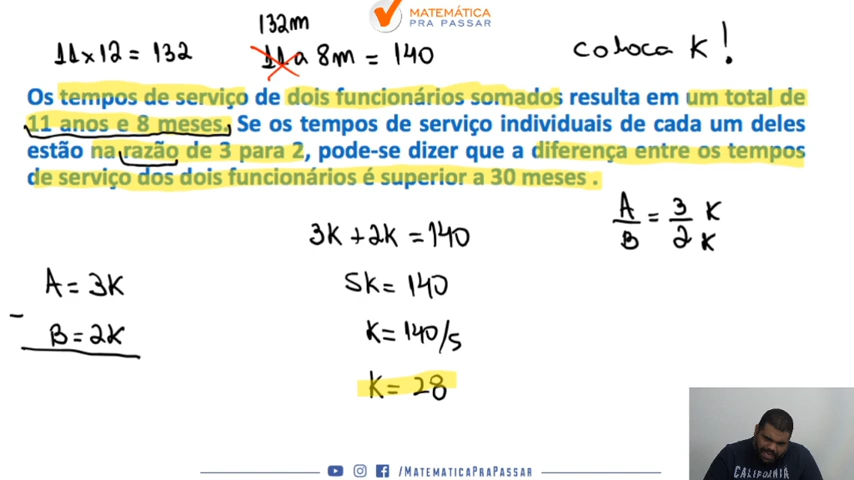 MATEMÁTICA
PRA PASSAR
132m
11x12 = 132
11a 8m = 140
coloca K!
Os tempos de serviço de dois funcionários somados resulta em um total de
11 anos e 8 meses. Se os tempos de serviço individuais de cada um deles
estão na razão de 3 para 2, pode-se dizer que a diferença entre os tempos
de serviço dos dois funcionários é superior a 30 meses .
A/B = 3/2 K/K
3K + 2K = 140
A = 3K
5K = 140
- B = 2K
K = 140/5
K = 28
CALIFORNIA
/MATEMATICAPRAPASSAR